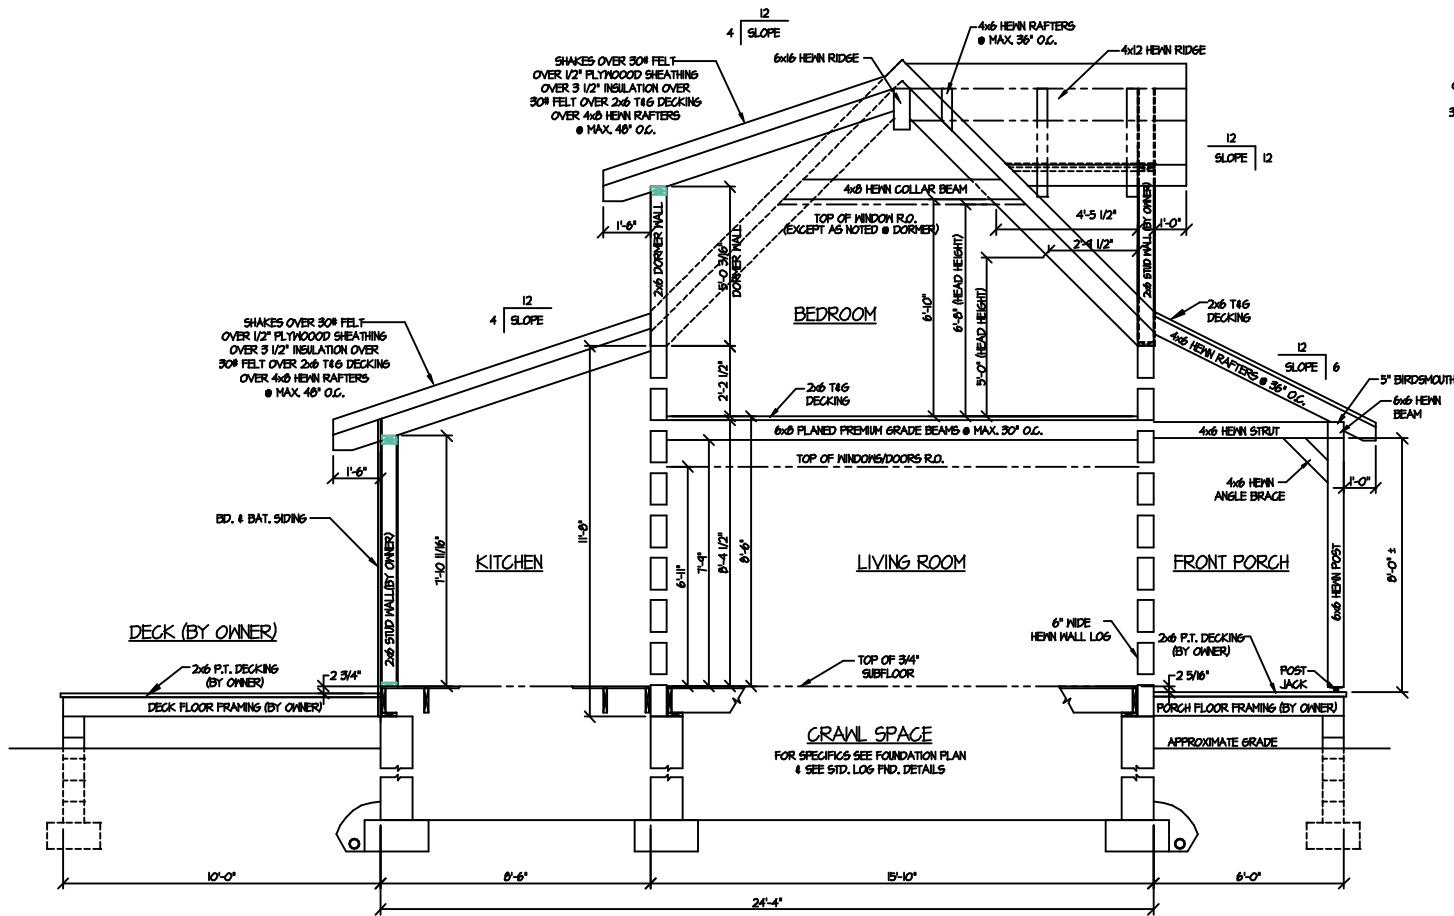 12
4 SLOPE
4x6 HEWN RAFTERS
@ MAX. 36" O.C.
SHAKES OVER 30# FELT
OVER 1/2" PLYWOOOD SHEATHING
OVER 3 1/2" INSULATION OVER
30# FELT OVER 2x6 T&G DECKING
OVER 4x8 HEWN RAFTERS
@ MAX. 48" O.C.
6x16 HEWN RIDGE
4x12 HEWN RIDGE
12
SLOPE 12
4x8 HEWN COLLAR BEAM
TOP OF WINDOW R.O.
(EXCEPT AS NOTED @ DORMER)
4'-5 1/2"
1'-0"
2'-9 1/2"
1'-6"
2x6 DORMER WALL
5'-0 3/16"
DORMER WALL
2x6 STUD WALL (BY OWNER)
6'-10"
6'-8" (HEAD HEIGHT)
5'-0" (HEAD HEIGHT)
BEDROOM
2x6 T&G
DECKING
12
4 SLOPE
SHAKES OVER 30# FELT
OVER 1/2" PLYWOOOD SHEATHING
OVER 3 1/2" INSULATION OVER
30# FELT OVER 2x6 T&G DECKING
OVER 4x6 HEWN RAFTERS
@ MAX. 48" O.C.
4x6 HEWN RAFTERS @ 36" O.C.
12
SLOPE 6
5" BIRDSMOUTH
6x6 HEWN
BEAM
2'-2 1/2"
2x6 T&G
DECKING
6x8 PLANED PREMIUM GRADE BEAMS @ MAX. 30" O.C.
4x6 HEWN STRUT
TOP OF WINDOWS/DOORS R.O.
4x6 HEWN
ANGLE BRACE
1'-0"
1'-6"
BD. & BAT. SIDING
2x6 STUD WALL(BY OWNER)
7'-10 11/16"
KITCHEN
11'-8"
6'-11"
7'-9"
8'-4 1/2"
8'-6"
LIVING ROOM
FRONT PORCH
6x6 HEWN POST
8'-0" ±
DECK (BY OWNER)
6" WIDE
HEWN WALL LOG
2x6 P.T. DECKING
(BY OWNER)
2 3/4"
TOP OF 3/4"
SUBFLOOR
2x6 P.T. DECKING
(BY OWNER)
2 5/16"
POST
JACK
DECK FLOOR FRAMING (BY OWNER)
PORCH FLOOR FRAMING (BY OWNER)
CRAWL SPACE
FOR SPECIFICS SEE FOUNDATION PLAN
& SEE STD. LOG FND. DETAILS
APPROXIMATE GRADE
10'-0"
8'-6"
15'-10"
6'-0"
24'-4"